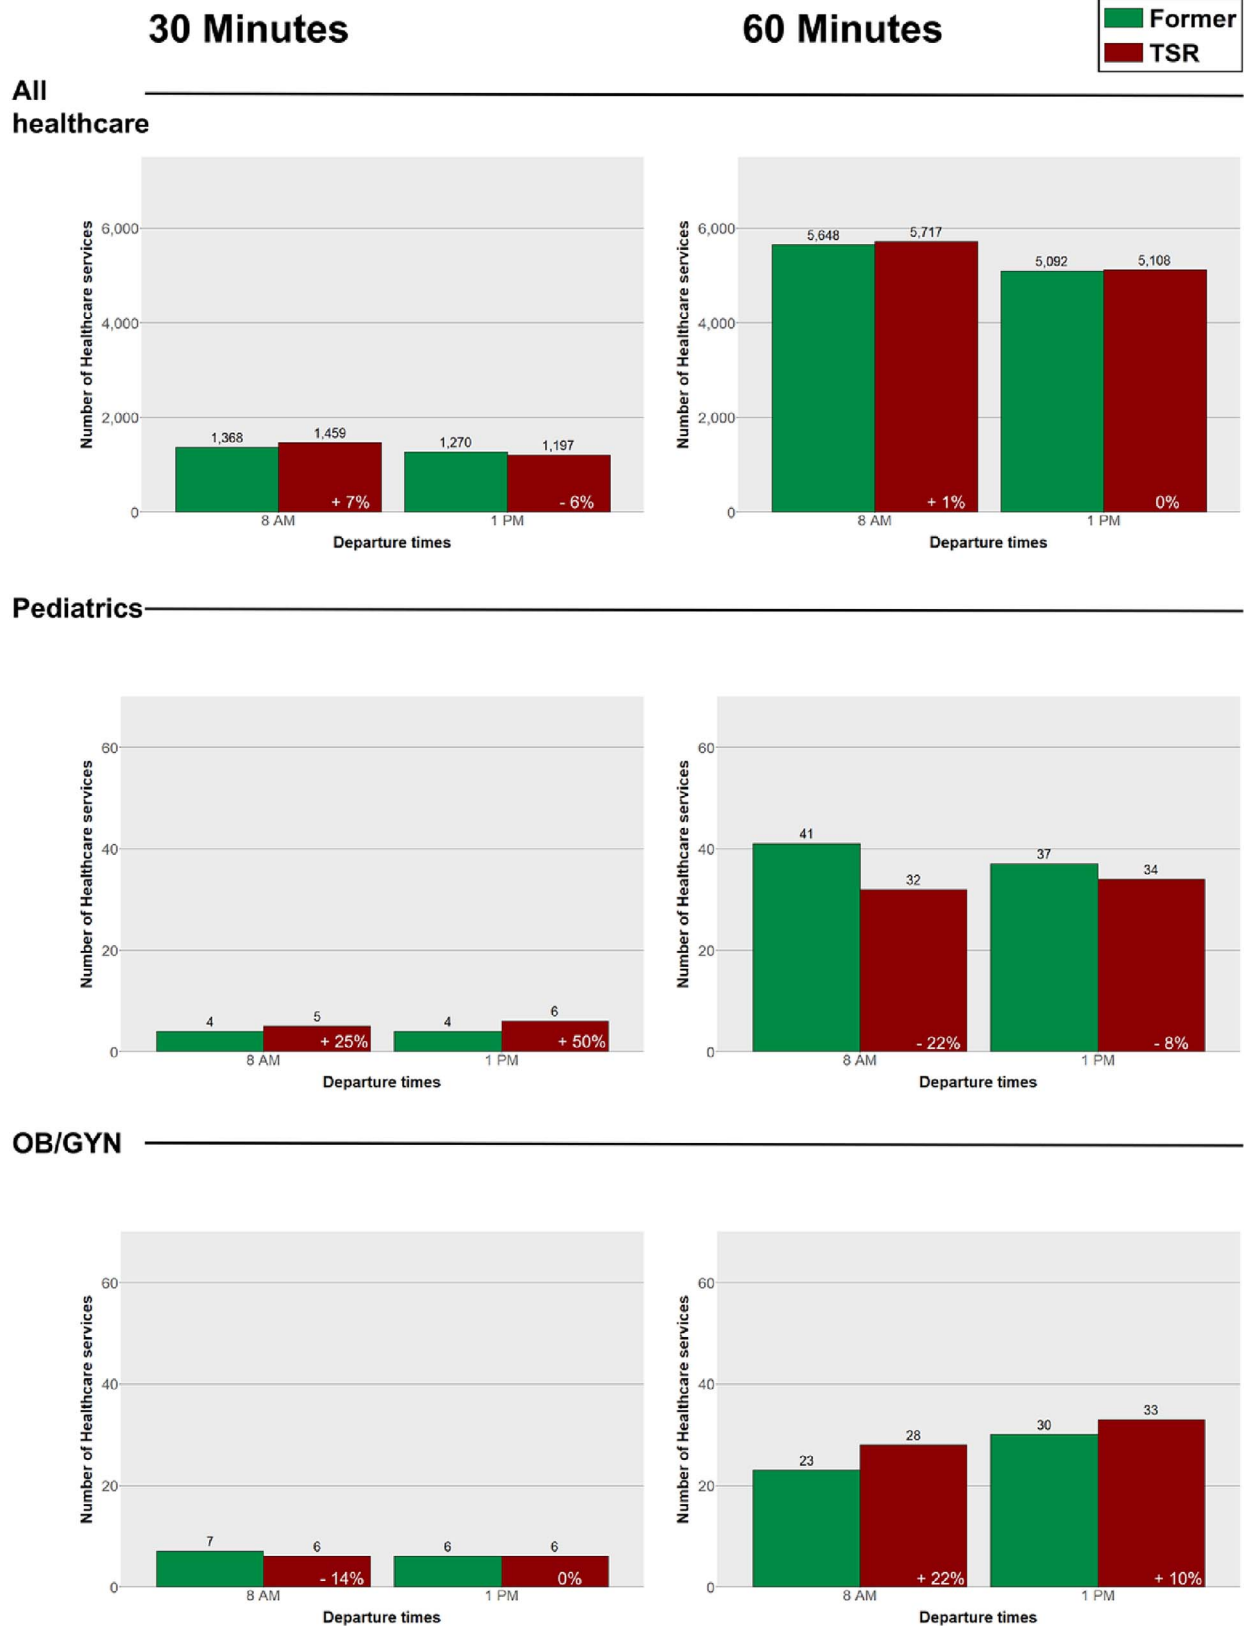 30 Minutes
60 Minutes
Former
TSR
All
healthcare
Number of Healthcare services
6,000
4,000
2,000
0
1,368
1,459
1,270
1,197
+ 7%
- 6%
8 AM
1 PM
Departure times
Number of Healthcare services
6,000
4,000
2,000
0
5,648
5,717
5,092
5,108
+ 1%
0%
8 AM
1 PM
Departure times
Pediatrics
Number of Healthcare services
60
40
20
0
4
5
4
6
+ 25%
+ 50%
8 AM
1 PM
Departure times
Number of Healthcare services
60
40
20
0
41
32
37
34
- 22%
- 8%
8 AM
1 PM
Departure times
OB/GYN
Number of Healthcare services
60
40
20
0
7
6
6
6
- 14%
0%
8 AM
1 PM
Departure times
Number of Healthcare services
60
40
20
0
23
28
30
33
+ 22%
+ 10%
8 AM
1 PM
Departure times